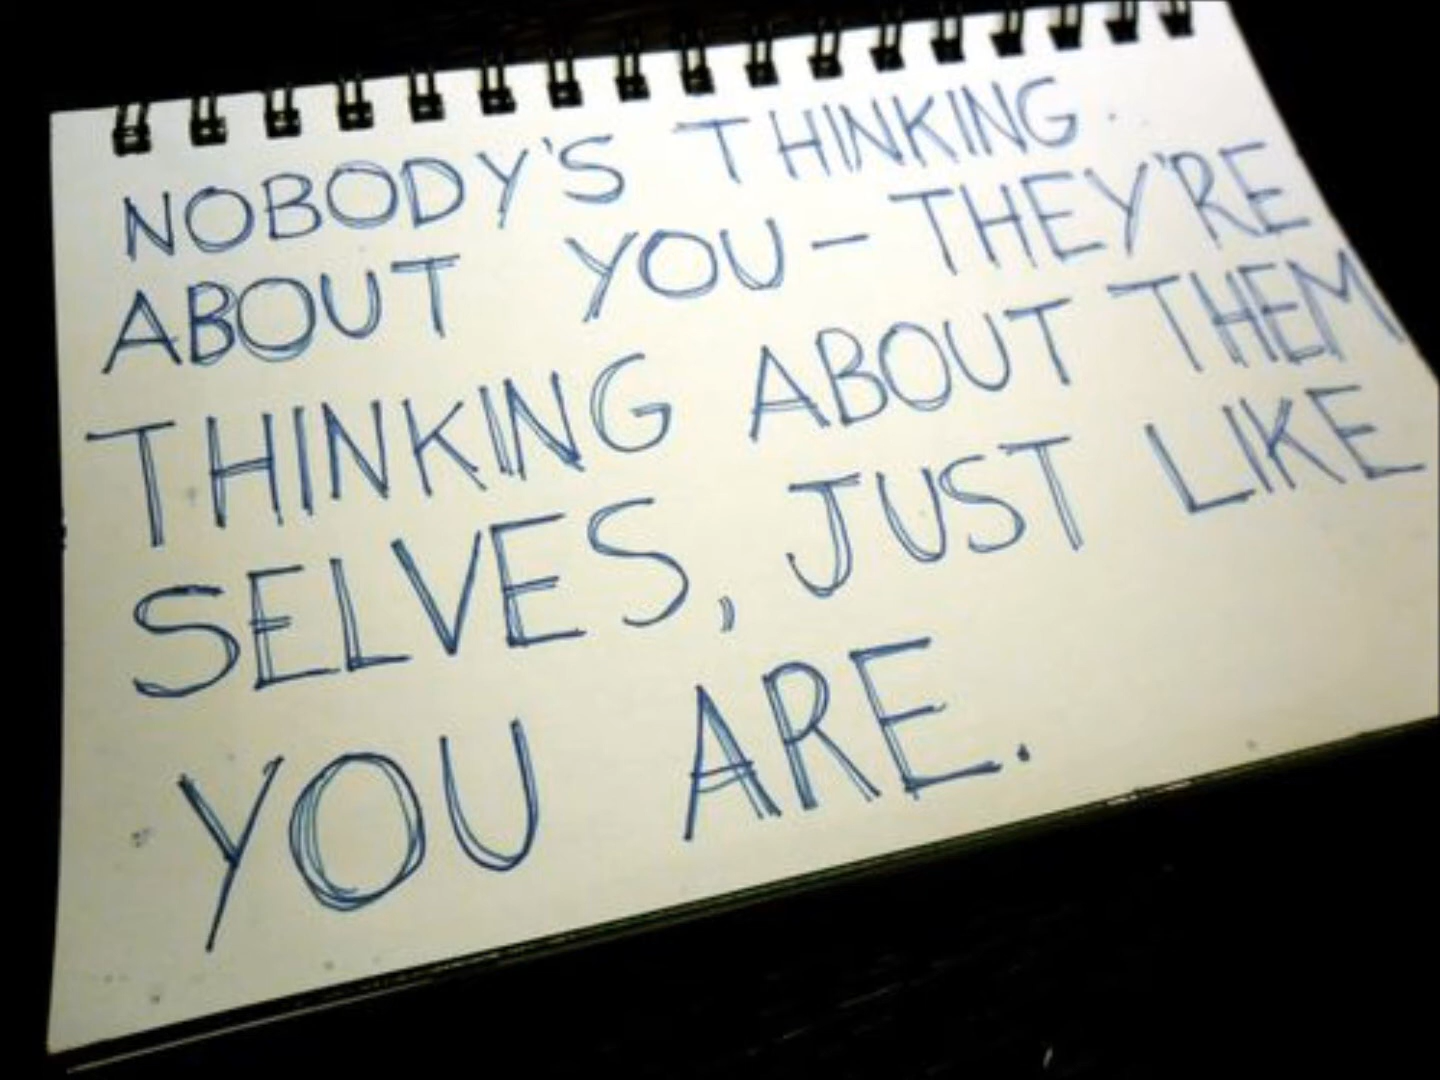 NOBODY'S THINKING
ABOUT YOU – THEY'RE
THINKING ABOUT THEM
SELVES, JUST LIKE
YOU ARE.